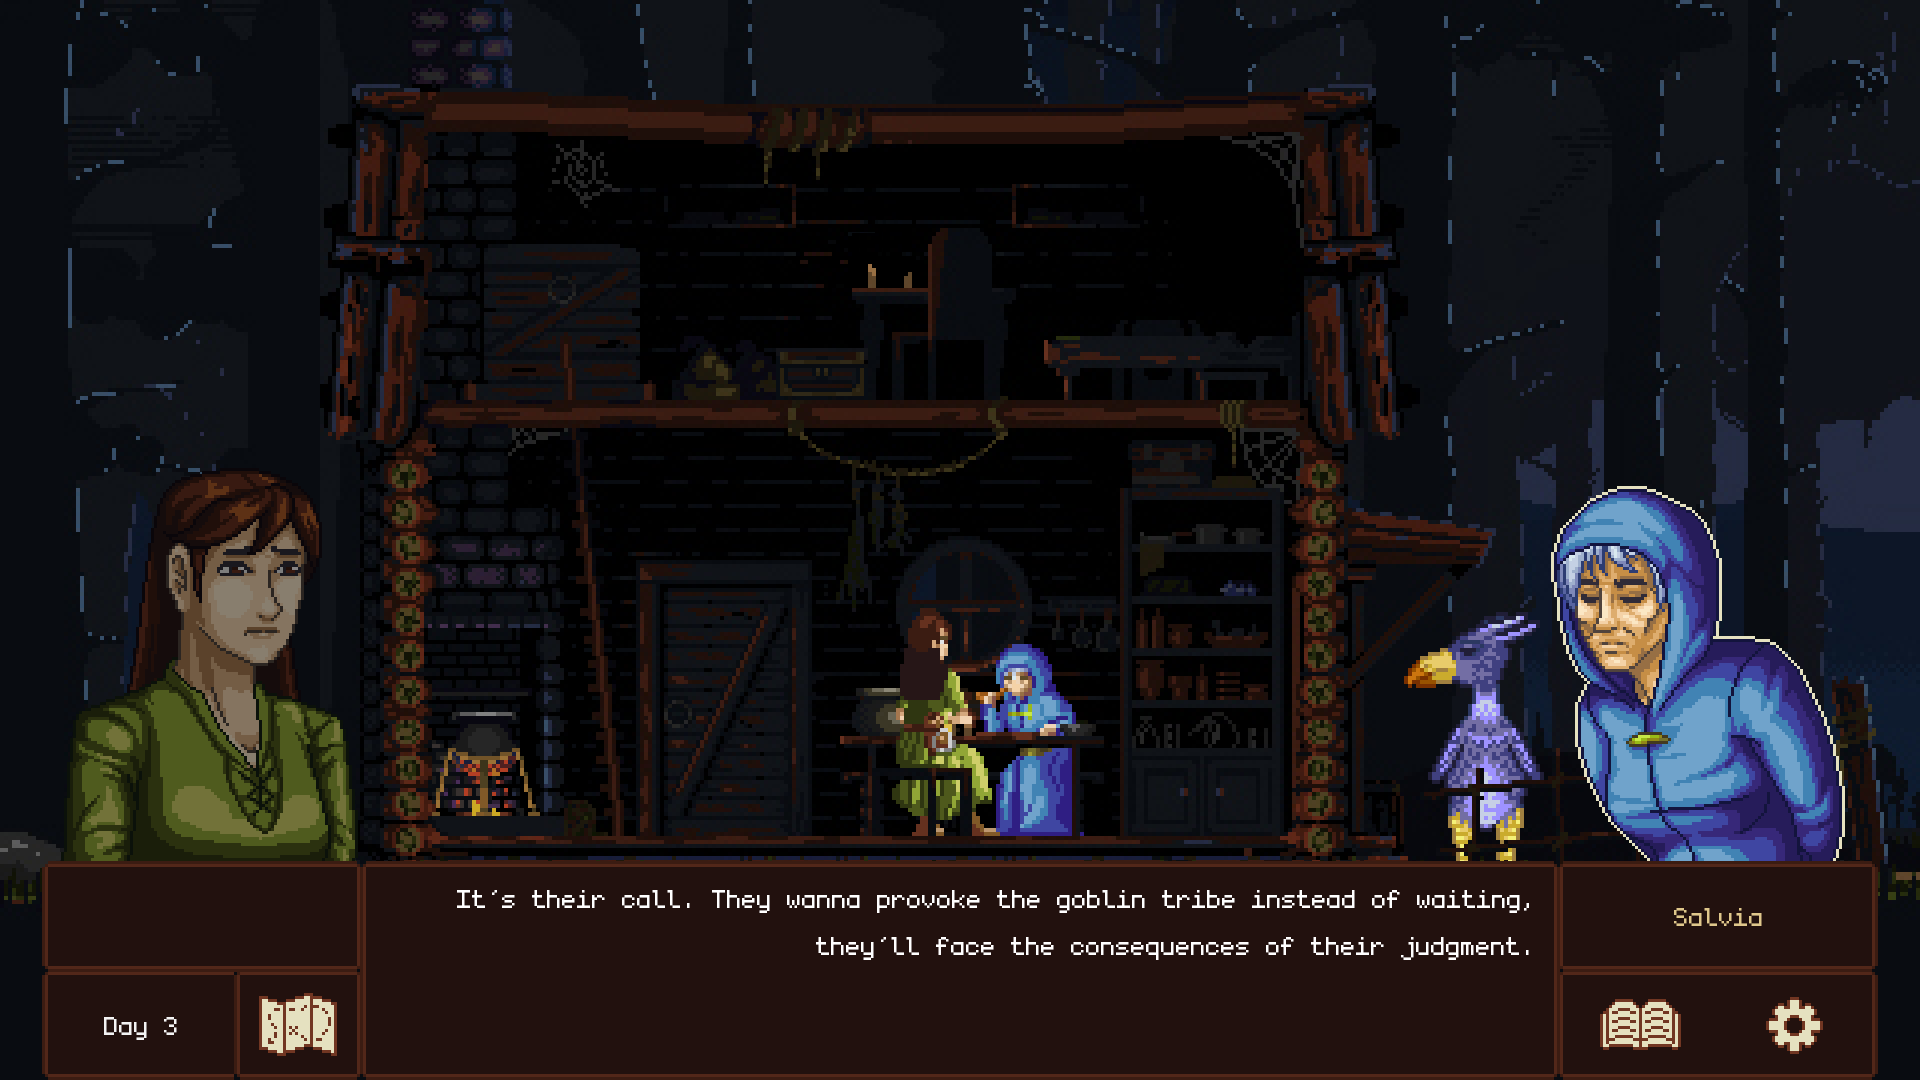 It´s their call. They wanna provoke the goblin tribe instead of waiting,
they´ll face the consequences of their judgment.
Salvia
Day 3